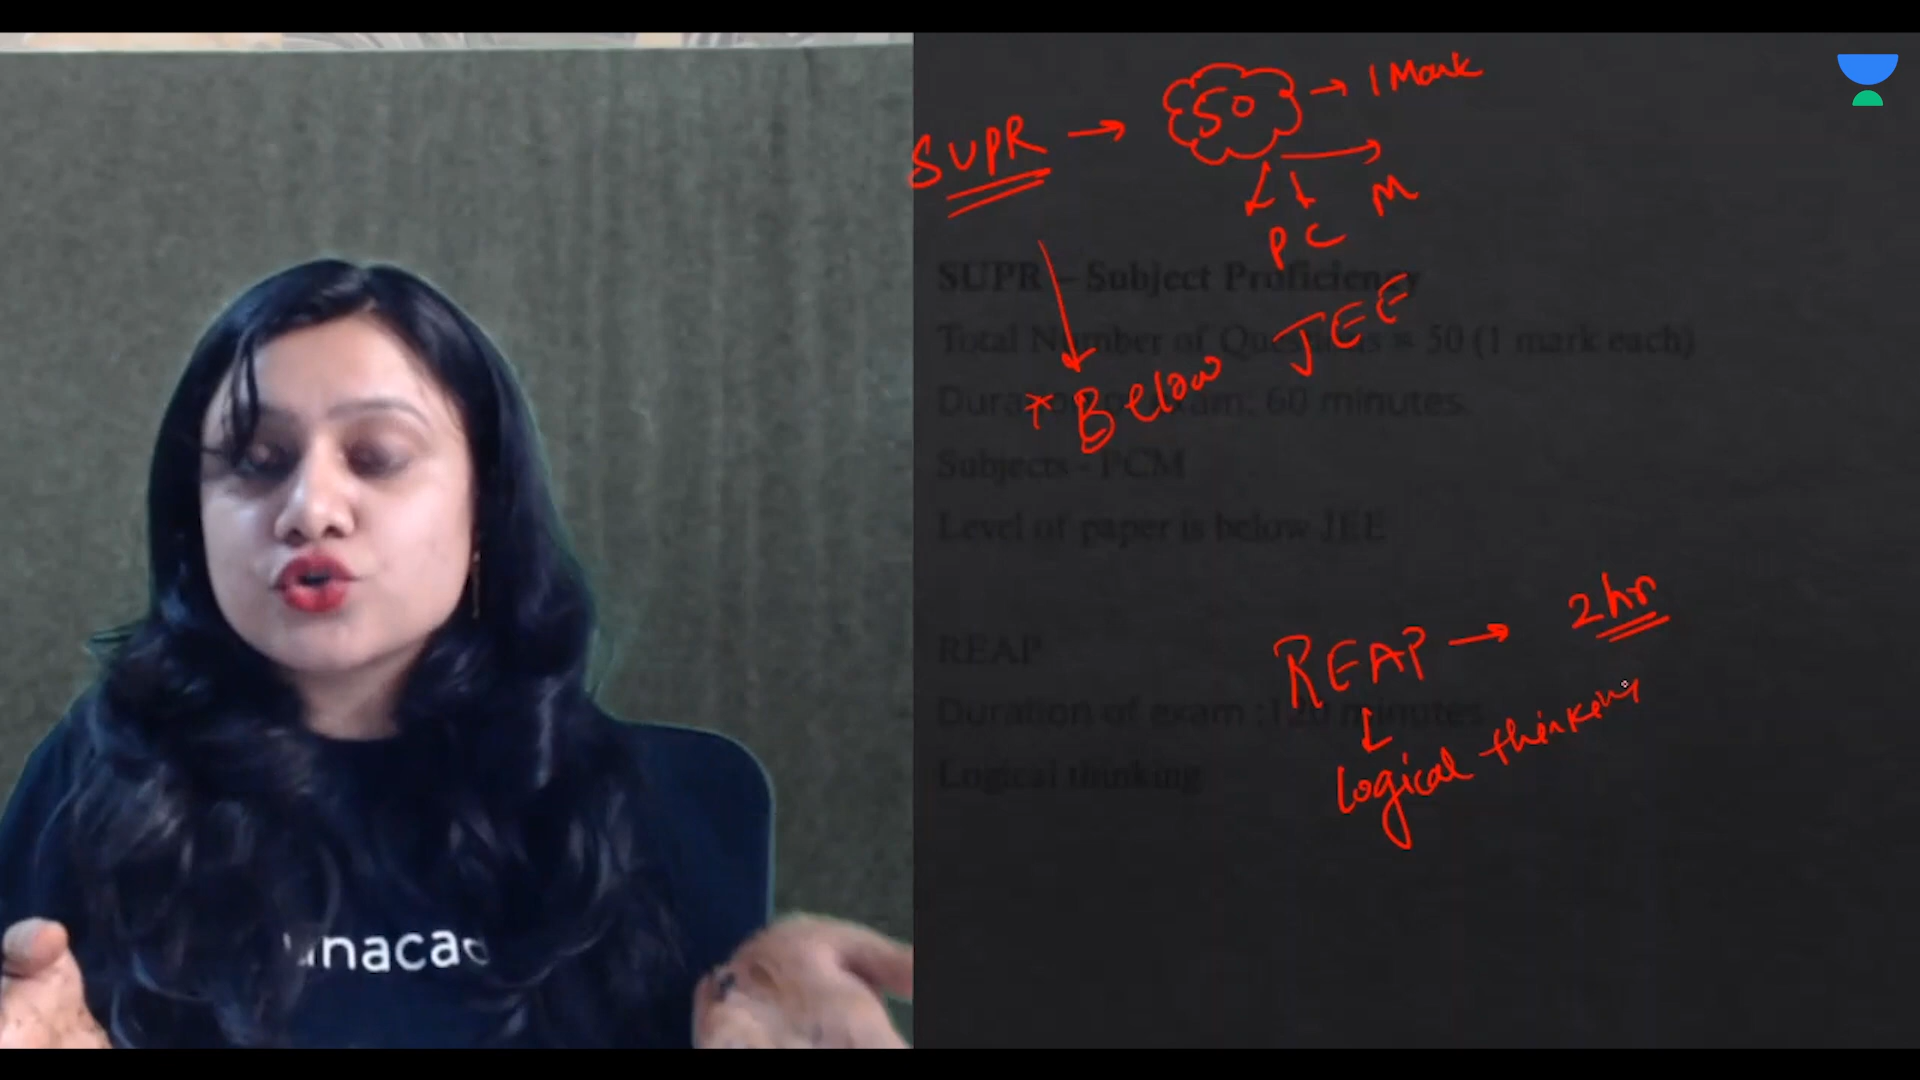 SUPR → 50 → 1 Mark
P C M
* Below JEE
SUPR – Subject Proficiency
Total Number of Questions = 50 (1 mark each)
Duration of exam: 60 minutes.
Subjects - PCM
Level of paper is below JEE
REAP → 2hr
Logical thinking
REAP
Duration of exam :120 minutes
Logical thinking
unacad